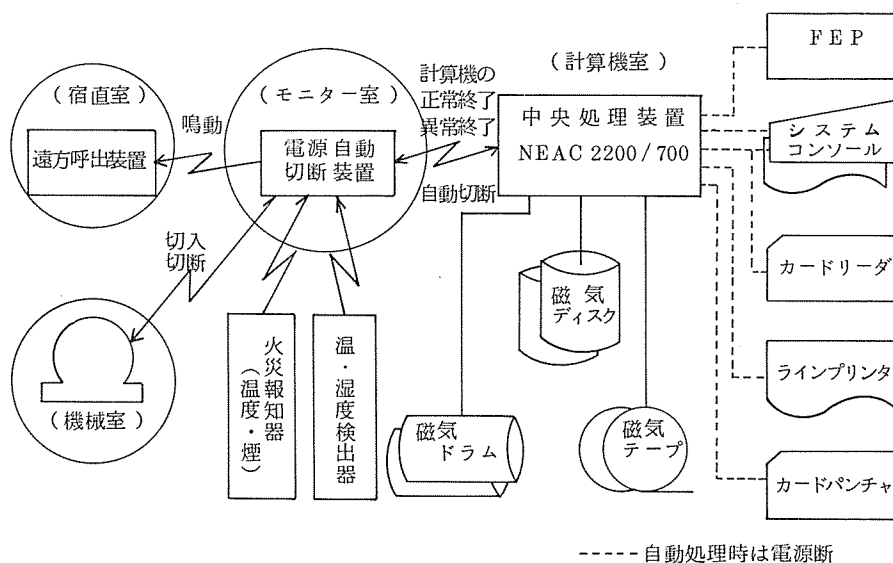 (宿直室)
遠方呼出装置
鳴動
(モニター室)
電源自動
切断装置
計算機の
正常終了
異常終了
自動切断
(計算機室)
中央処理装置
NEAC 2200/700
FEP
システム
コンソール
カードリーダ
ラインプリンタ
カードパンチャ
切入
切断
(機械室)
火災報知器
(温度・煙)
温・湿度検出器
磁気
ドラム
磁気
ディスク
磁気
テープ
-----自動処理時は電源断